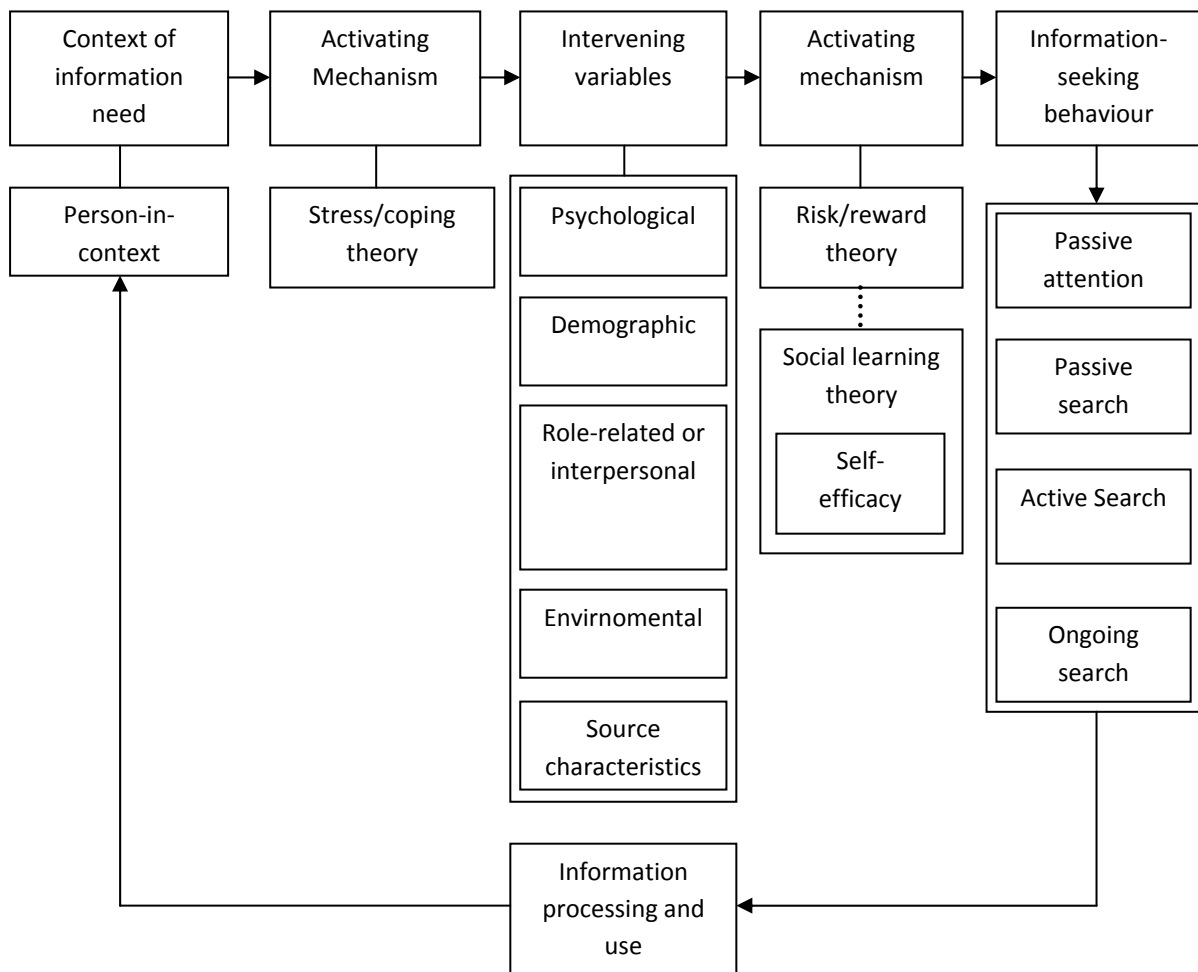 Context of
information
need
Activating
Mechanism
Intervening
variables
Activating
mechanism
Information-
seeking
behaviour
Person-in-
context
Stress/coping
theory
Psychological
Demographic
Role-related or
interpersonal
Envirnomental
Source
characteristics
Risk/reward
theory
Social learning
theory
Self-
efficacy
Passive
attention
Passive
search
Active Search
Ongoing
search
Information
processing and
use